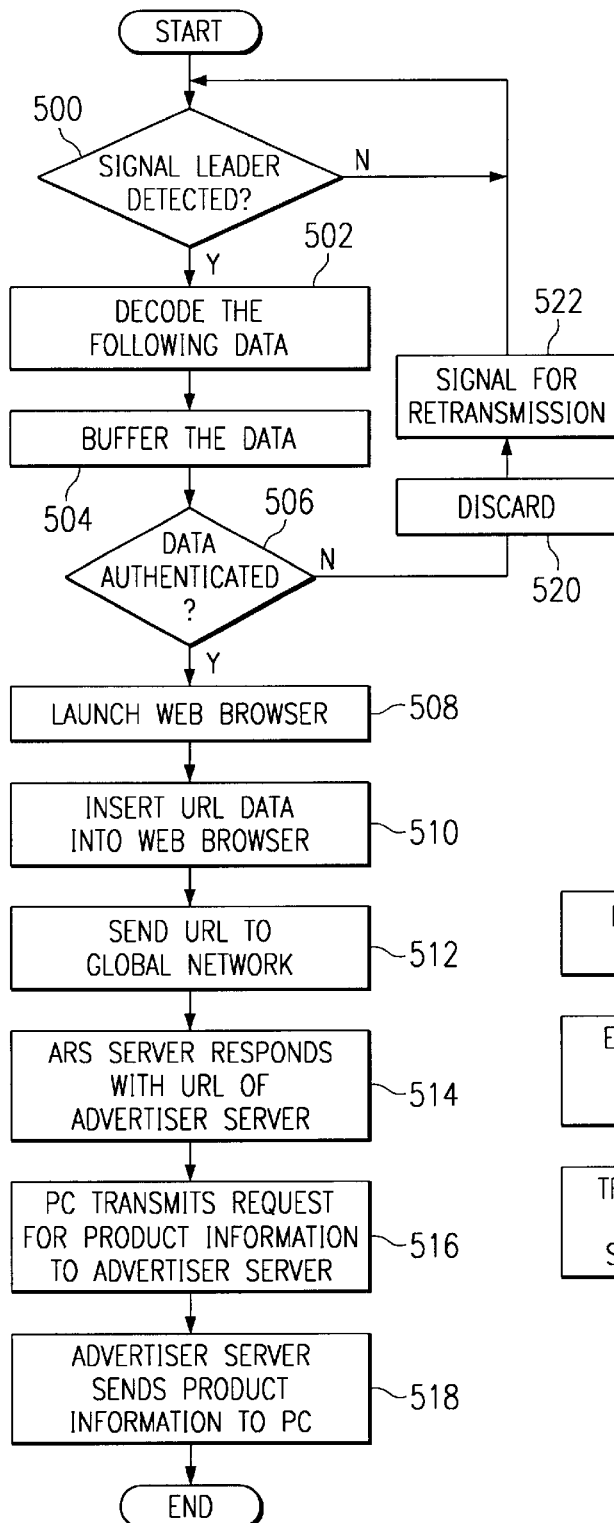 START
500
SIGNAL LEADER
DETECTED?
N
Y
502
DECODE THE
FOLLOWING DATA
522
SIGNAL FOR
RETRANSMISSION
BUFFER THE DATA
504
DISCARD
520
506
DATA
AUTHENTICATED
?
N
Y
LAUNCH WEB BROWSER
508
INSERT URL DATA
INTO WEB BROWSER
510
SEND URL TO
GLOBAL NETWORK
512
ARS SERVER RESPONDS
WITH URL OF
ADVERTISER SERVER
514
PC TRANSMITS REQUEST
FOR PRODUCT INFORMATION
TO ADVERTISER SERVER
516
ADVERTISER SERVER
SENDS PRODUCT
INFORMATION TO PC
518
END